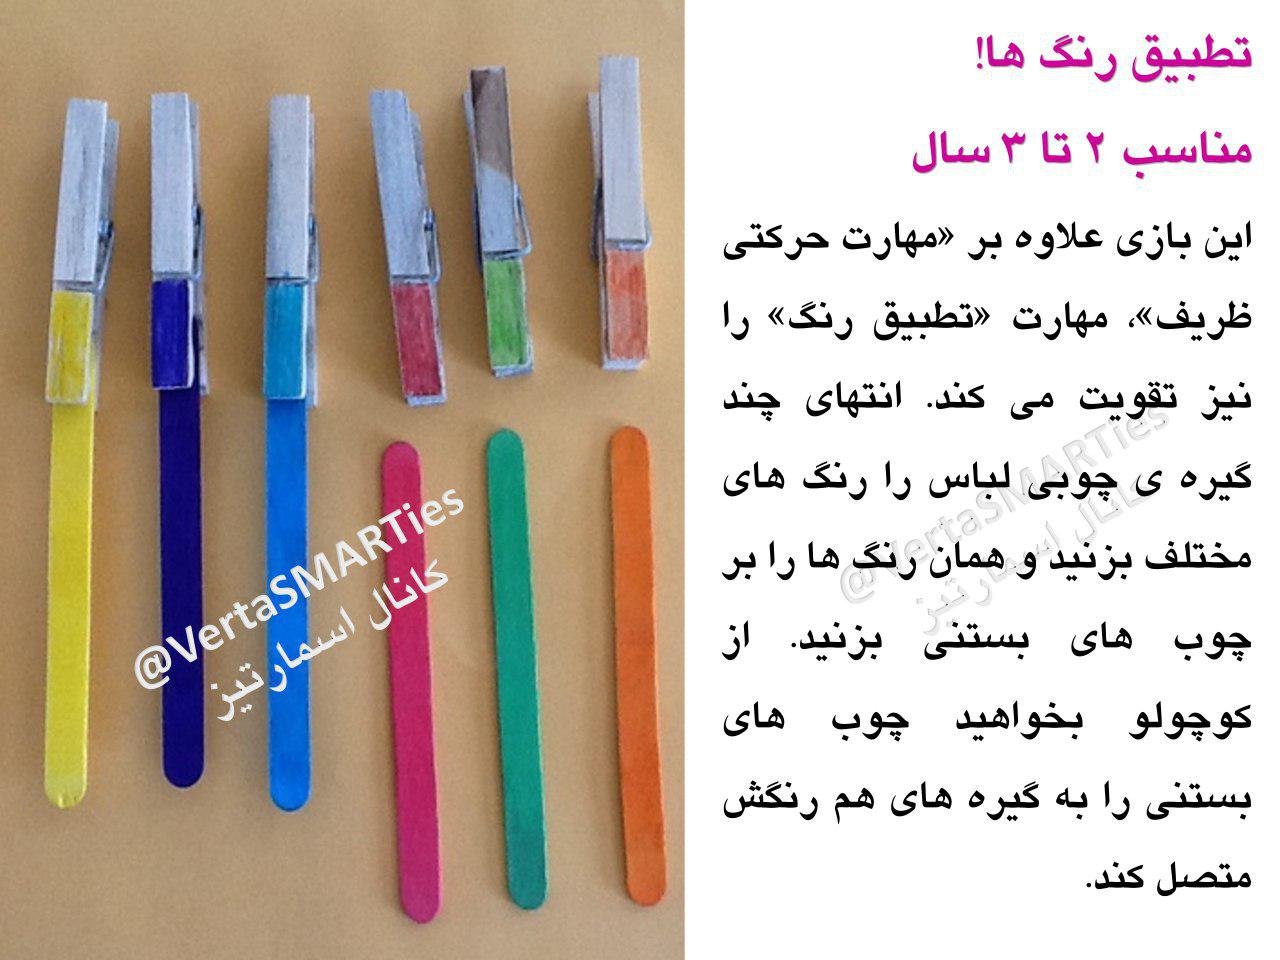 تطبیق رنگ ها!
مناسب ۲ تا ۳ سال
این بازی علاوه بر «مهارت حرکتی
ظریف»، مهارت «تطبیق رنگ» را
نیز تقویت می کند. انتهای چند
گیره ی چوبی لباس را رنگ های
مختلف بزنید و همان رنگ ها را بر
چوب های بستنی بزنید. از
کوچولو بخواهید چوب های
بستنی را به گیره های هم رنگش
متصل کند.
@VertaSMARTies
کانال اسمارتیز
@VertaSMARTies
کانال اسمارتیز